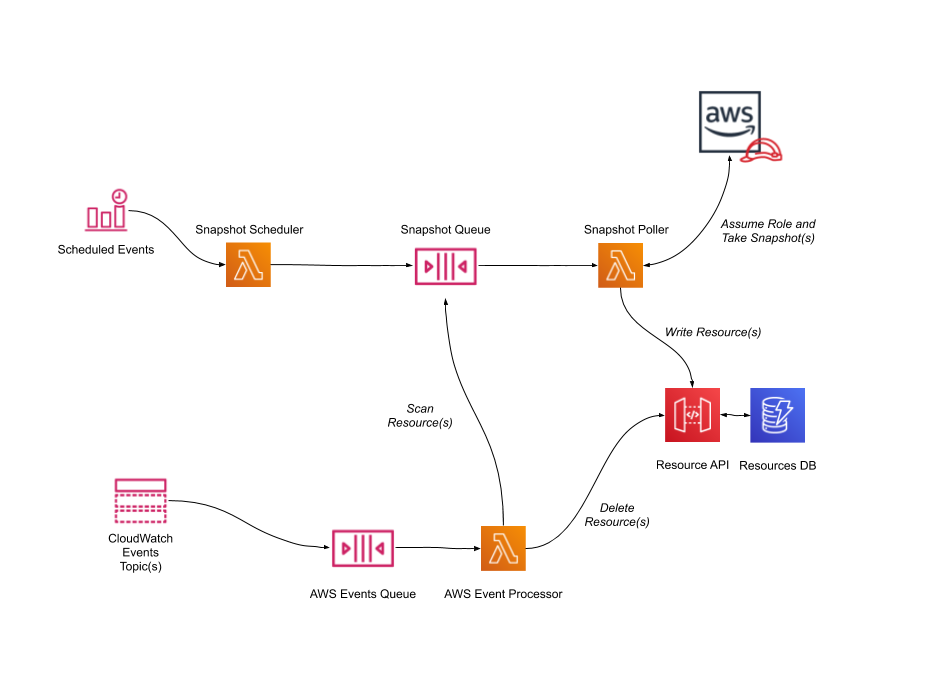 aws
Assume Role and
Take Snapshot(s)
Scheduled Events
Snapshot Scheduler
Snapshot Queue
Snapshot Poller
Write Resource(s)
Scan
Resource(s)
</>
Resource API
Resources DB
Delete
Resource(s)
CloudWatch
Events
Topic(s)
AWS Events Queue
AWS Event Processor